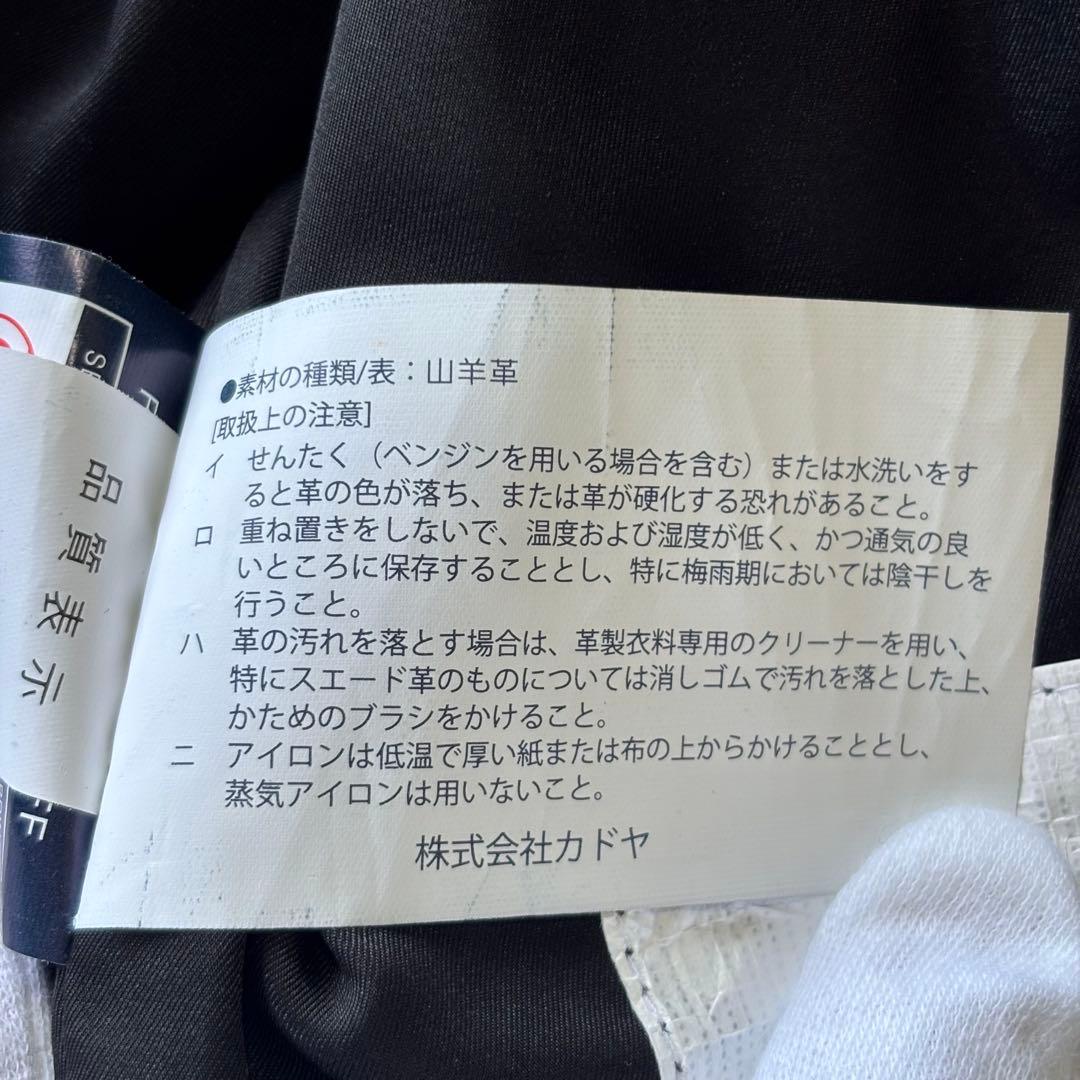 ●素材の種類/表：山羊革
[取扱上の注意]
イ せんたく（ベンジンを用いる場合を含む）または水洗いをす
ると革の色が落ち、または革が硬化する恐れがあること。
ロ 重ね置きをしないで、温度および湿度が低く、かつ通気の良
いところに保存することとし、特に梅雨期においては陰干しを
行うこと。
ハ 革の汚れを落とす場合は、革製衣料専用のクリーナーを用い、
特にスエード革のものについては消しゴムで汚れを落とした上、
かためのブラシをかけること。
ニ アイロンは低温で厚い紙または布の上からかけることとし、
蒸気アイロンは用いないこと。
株式会社カドヤ
品質表示